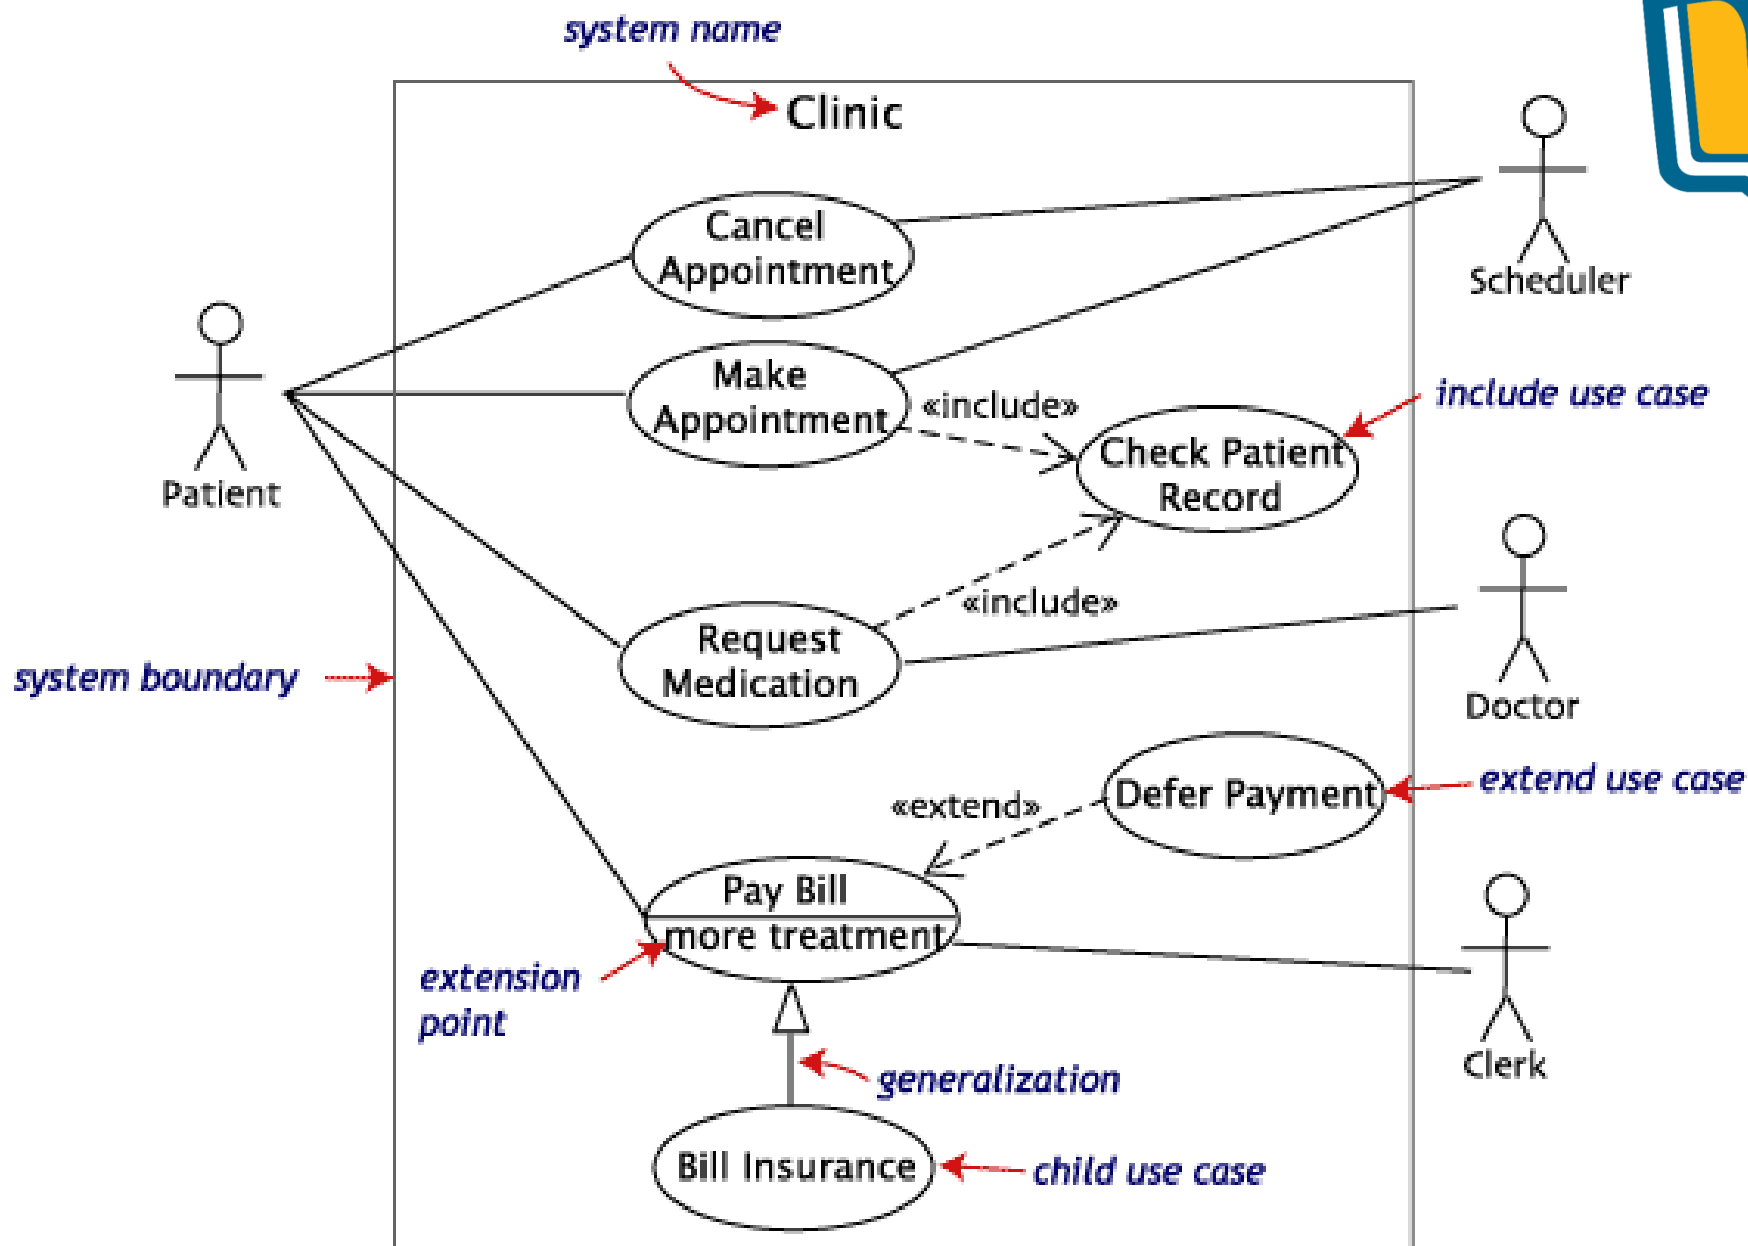 system name
Clinic
Cancel
Appointment
Scheduler
Make
Appointment
«include»
include use case
Check Patient
Record
Patient
«include»
Request
Medication
system boundary
Doctor
«extend»
Defer Payment
extend use case
Pay Bill
more treatment
extension
point
Clerk
generalization
Bill Insurance
child use case